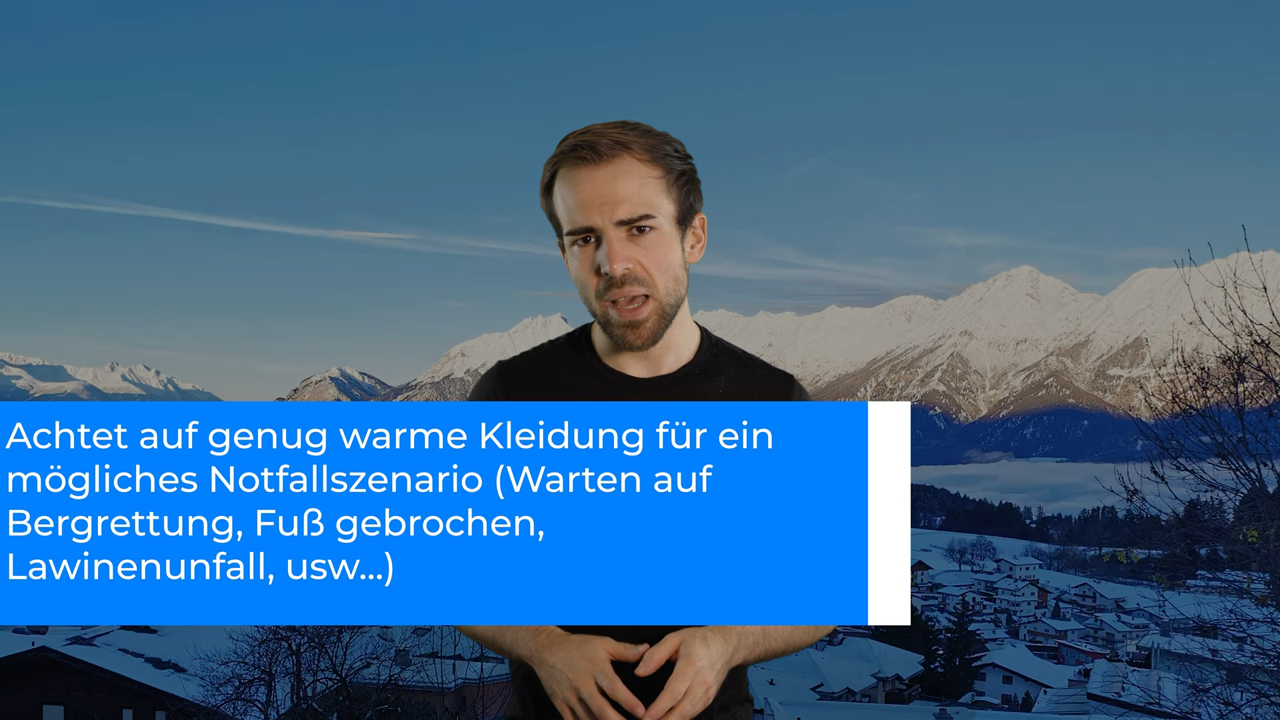 Achtet auf genug warme Kleidung für ein
mögliches Notfallszenario (Warten auf
Bergrettung, Fuß gebrochen,
Lawinenunfall, usw...)